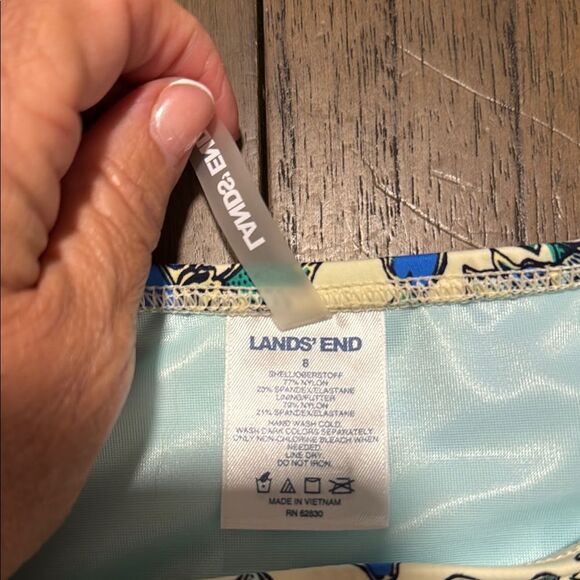 LANDS' END
LANDS' END
8
SHELL/OBERSTOFF
77% NYLON
23% SPANDEX/ELASTANE
LINING/FUTTER
79% NYLON
21% SPANDEX/ELASTANE
HAND WASH COLD.
WASH DARK COLORS SEPARATELY
ONLY NON-CHLORINE BLEACH WHEN
NEEDED.
LINE DRY.
DO NOT IRON.
MADE IN VIETNAM
RN 62830